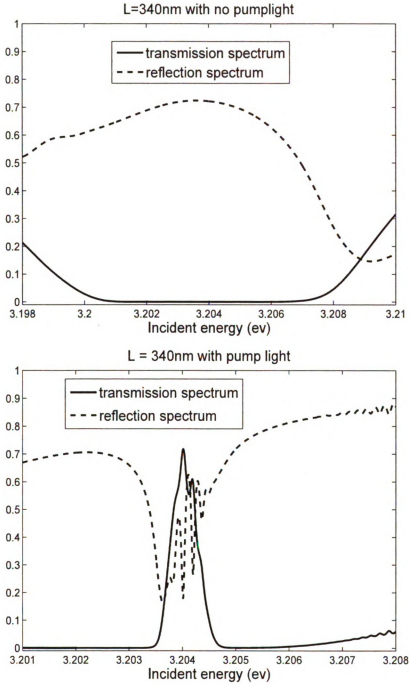 L=340nm with no pumplight
transmission spectrum
reflection spectrum
1
0.9
0.8
0.7
0.6
0.5
0.4
0.3
0.2
0.1
0
3.198 3.2 3.202 3.204 3.206 3.208 3.21
Incident energy (ev)
L = 340nm with pump light
transmission spectrum
reflection spectrum
1
0.9
0.8
0.7
0.6
0.5
0.4
0.3
0.2
0.1
0
3.201 3.202 3.203 3.204 3.205 3.206 3.207 3.208
Incident energy (ev)